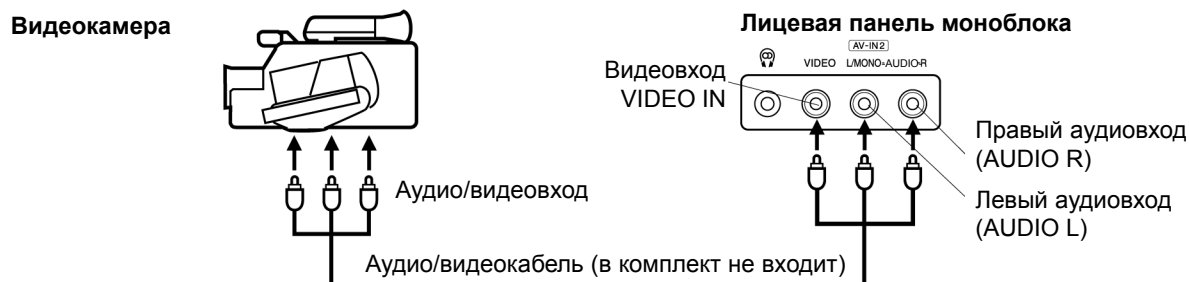 Видеокамера
Лицевая панель моноблока
AV-IN2
VIDEO L/MONO-AUDIO-R
Видеовход
VIDEO IN
Правый аудиовход
(AUDIO R)
Аудио/видеовход
Левый аудиовход
(AUDIO L)
Аудио/видеокабель (в комплект не входит)